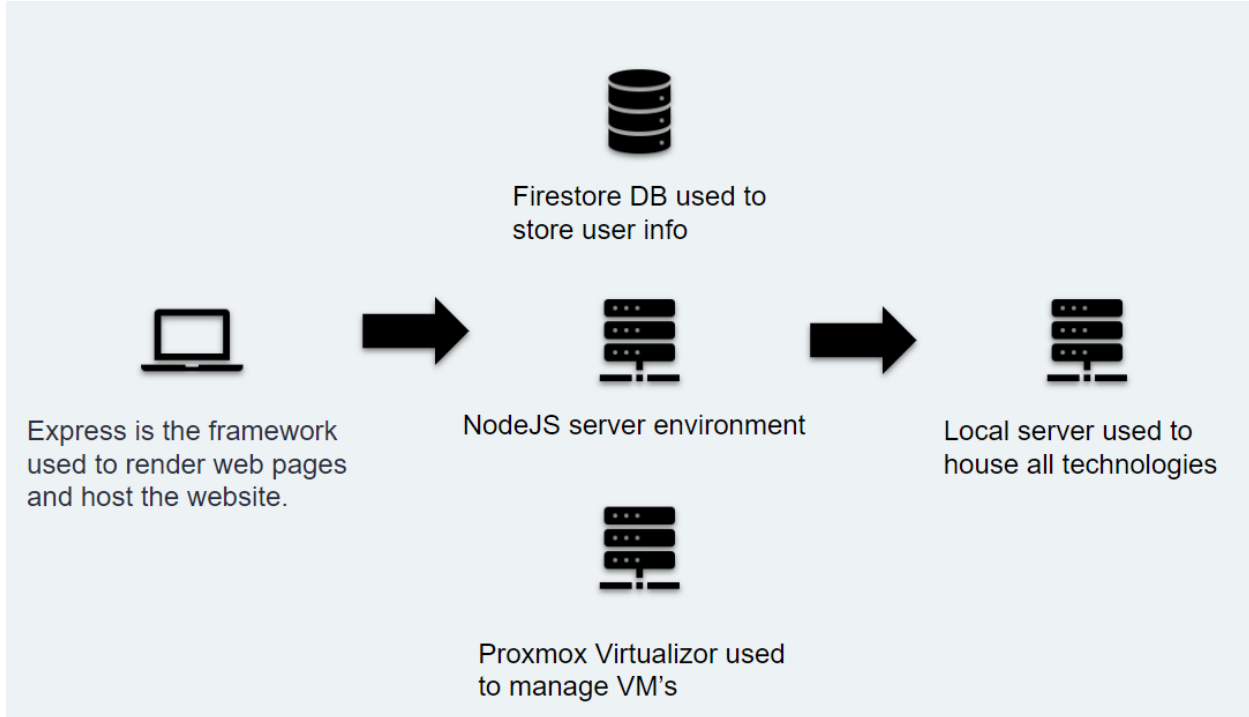 Firestore DB used to
store user info
Express is the framework
used to render web pages
and host the website.
NodeJS server environment
Local server used to
house all technologies
Proxmox Virtualizor used
to manage VM’s